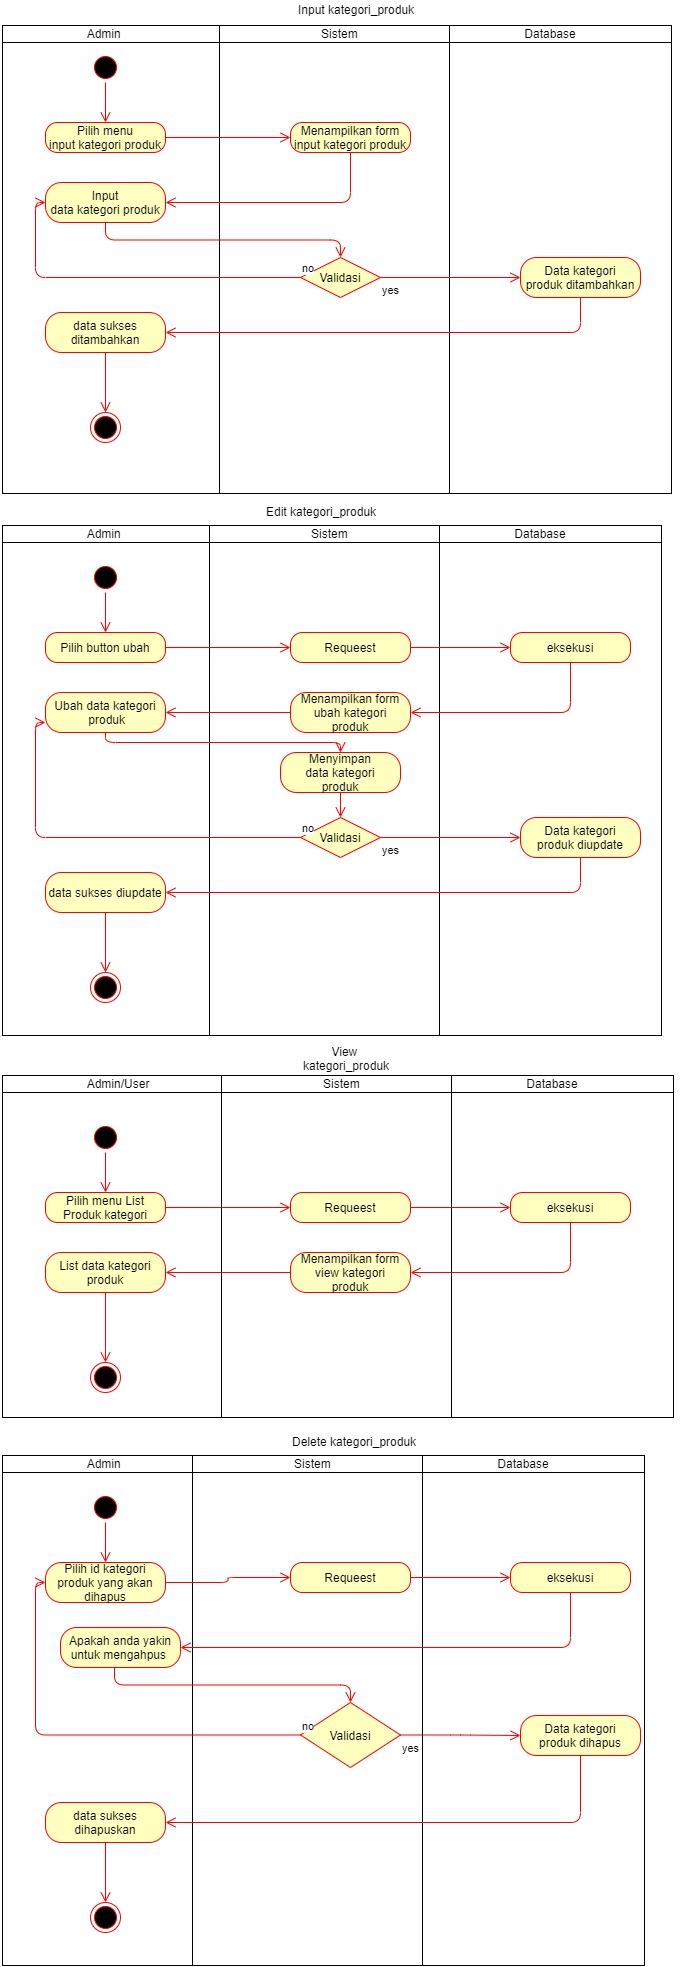 Input kategori_produk
Admin
Sistem
Database
Pilih menu
input kategori produk
Menampilkan form
input kategori produk
Input
data kategori produk
no
Validasi
yes
Data kategori
produk ditambahkan
data sukses
ditambahkan
Edit kategori_produk
Admin
Sistem
Database
Pilih button ubah
Requeest
eksekusi
Ubah data kategori
produk
Menampilkan form
ubah kategori
produk
Menyimpan
data kategori
produk
no
Validasi
yes
Data kategori
produk diupdate
data sukses diupdate
View
kategori_produk
Admin/User
Sistem
Database
Pilih menu List
Produk kategori
Requeest
eksekusi
List data kategori
produk
Menampilkan form
view kategori
produk
Delete kategori_produk
Admin
Sistem
Database
Pilih id kategori
produk yang akan
dihapus
Requeest
eksekusi
Apakah anda yakin
untuk mengahpus
no
Validasi
yes
Data kategori
produk dihapus
data sukses
dihapuskan